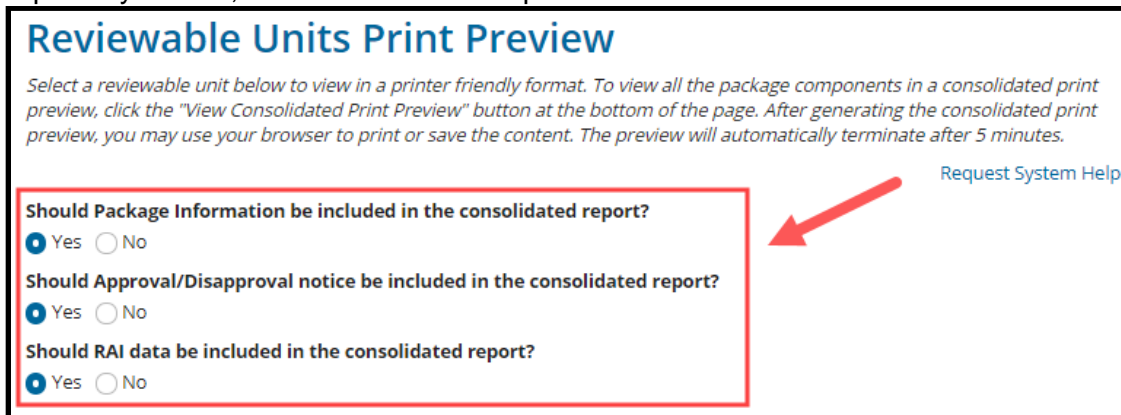 Reviewable Units Print Preview
Select a reviewable unit below to view in a printer friendly format. To view all the package components in a consolidated print
preview, click the "View Consolidated Print Preview" button at the bottom of the page. After generating the consolidated print
preview, you may use your browser to print or save the content. The preview will automatically terminate after 5 minutes.
Request System Help
Should Package Information be included in the consolidated report?
Yes No
Should Approval/Disapproval notice be included in the consolidated report?
Yes No
Should RAI data be included in the consolidated report?
Yes No